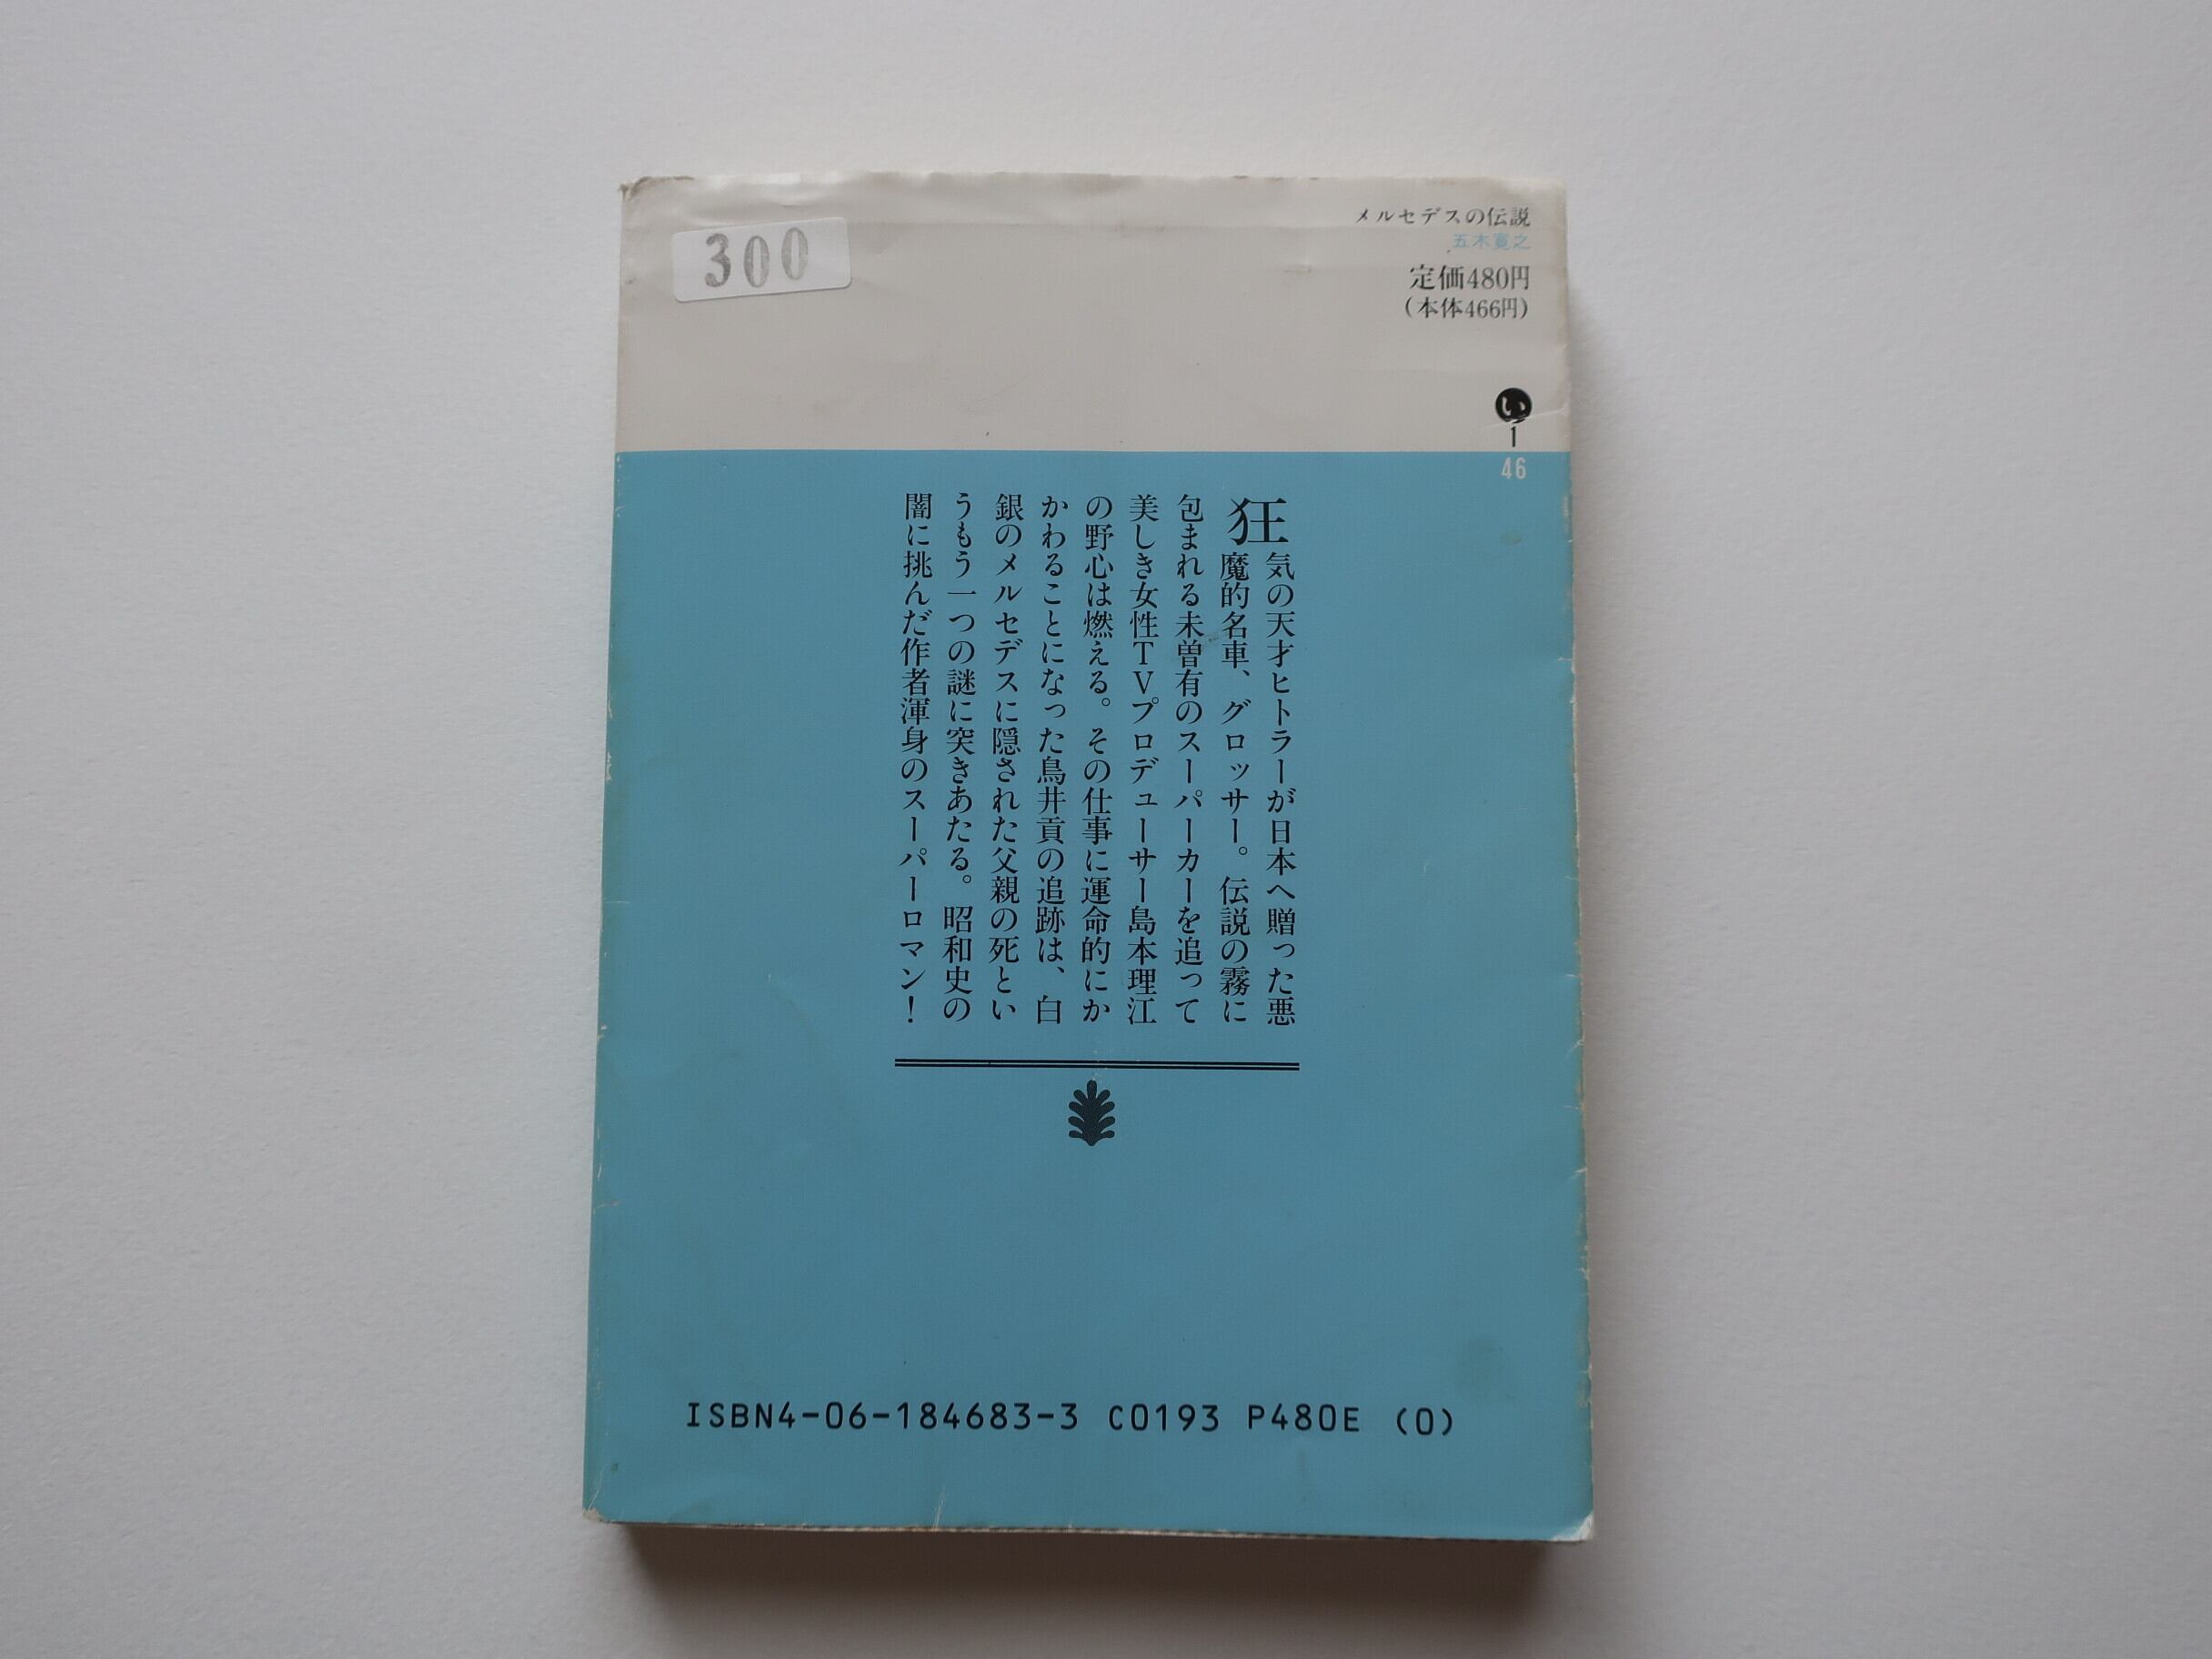 300
メルセデスの伝説
五木寛之
定価480円
(本体466円)
い
1
46
狂気の天才ヒトラーが日本へ贈った悪
魔的名車、グロッサー。伝説の霧に
包まれる未曽有のスーパーカーを追って
美しき女性TVプロデューサー島本理江
の野心は燃える。その仕事に運命的にか
かわることになった鳥井貢の追跡は、白
銀のメルセデスに隠された父親の死とい
うもう一つの謎に突きあたる。昭和史の
闇に挑んだ作者渾身のスーパーロマン!
ISBN4-06-184683-3 C0193 P480E (0)